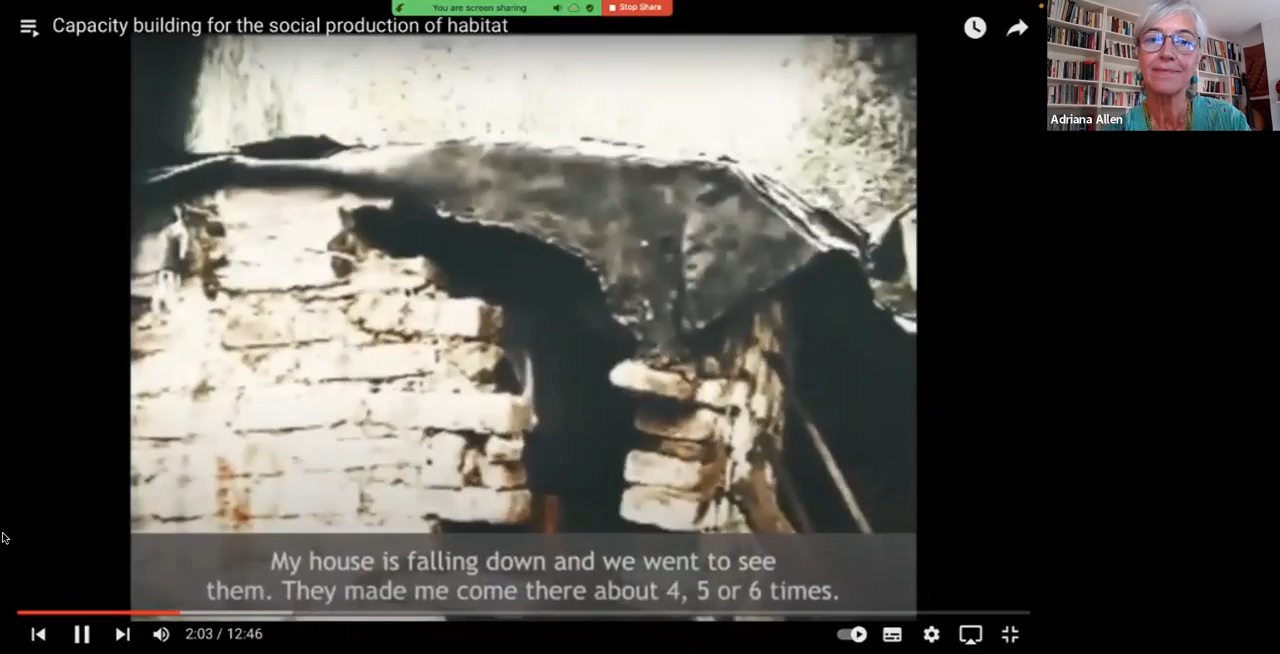 You are screen sharing
Stop Share
Capacity building for the social production of habitat
Adriana Allen
My house is falling down and we went to see
them. They made me come there about 4, 5 or 6 times.
2:03 / 12:46